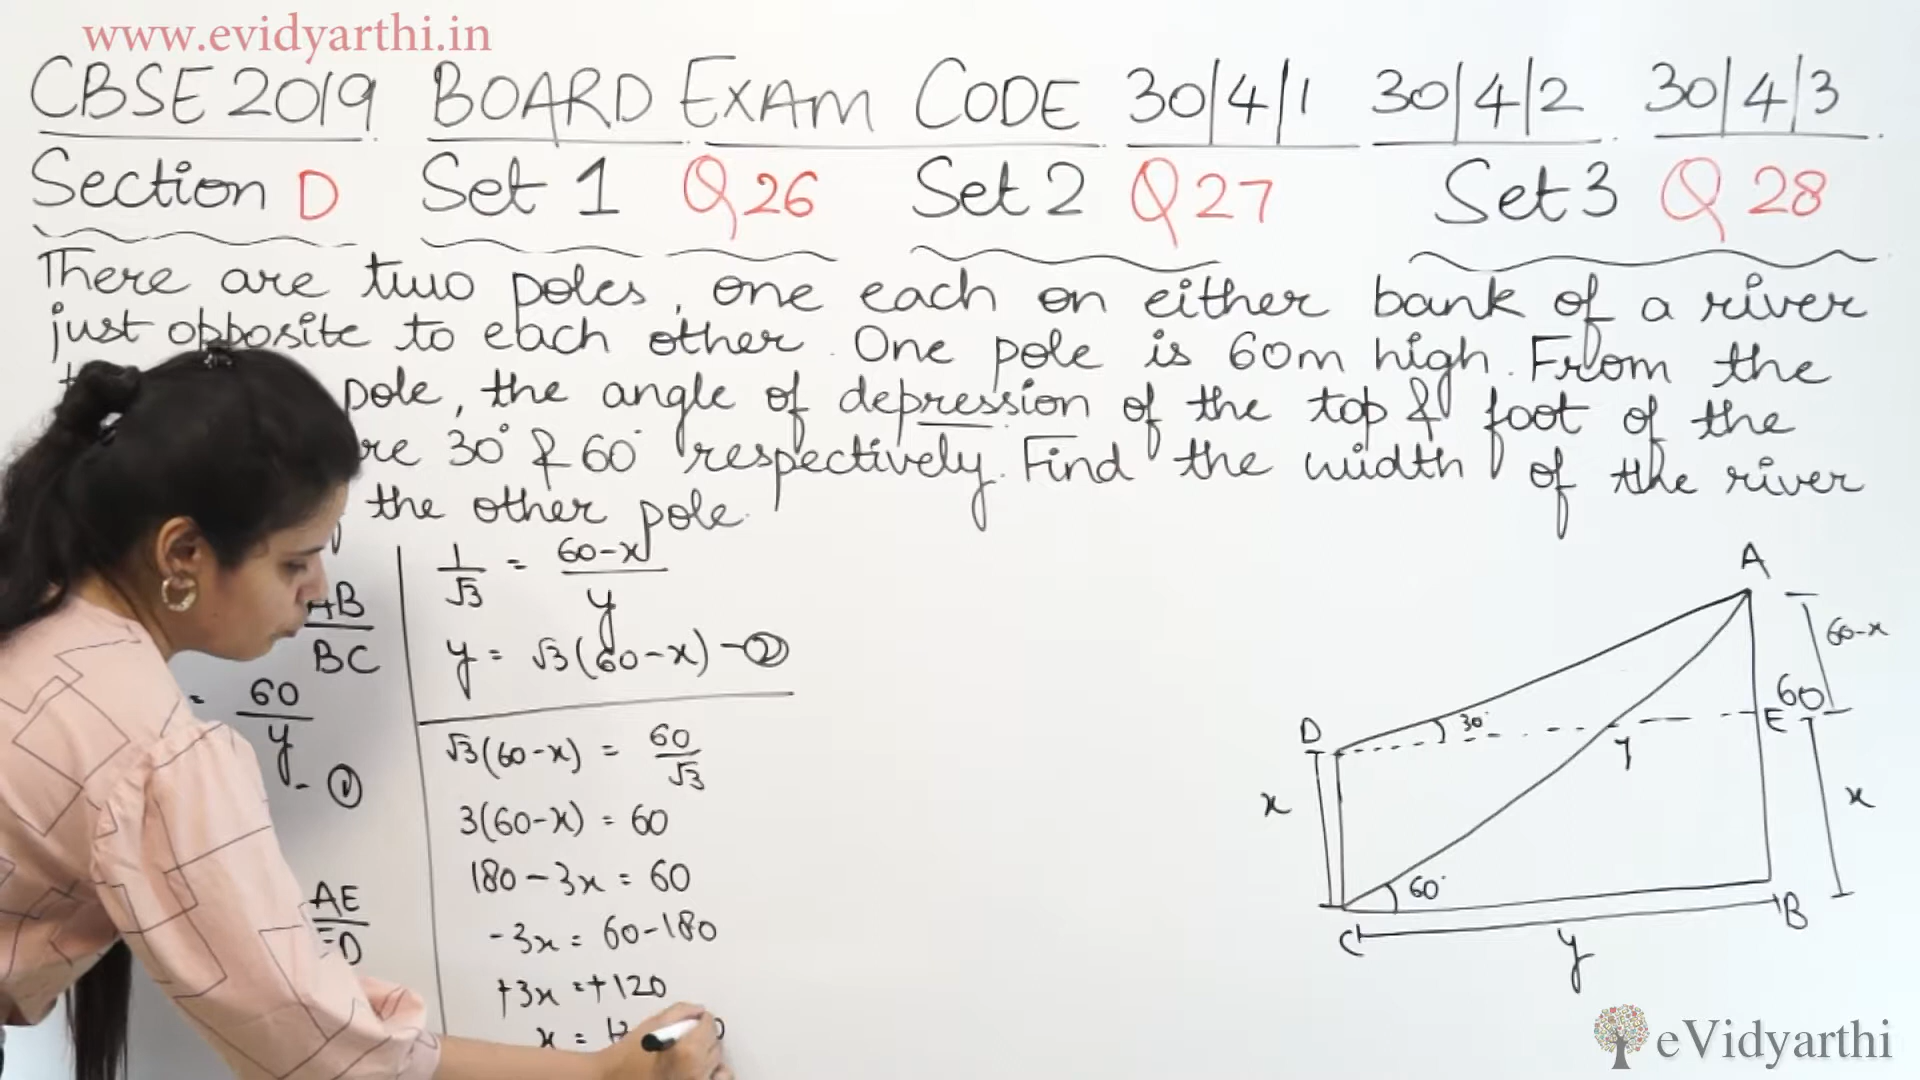 www.evidyarthi.in
CBSE 2019 BOARD EXAM CODE 30/4/1 30/4/2 30/4/3
Section D Set 1 Q26 Set 2 Q27 Set 3 Q 28
There are two poles, one each on either bank of a river
just opposite to each other. One pole is 60m high. From the
pole, the angle of depression of the top & foot of the
re 30° & 60° respectively. Find the width of the river
the other pole.
AB
BC
= 60/y - ①
AE
ED
1/√3 = 60-x/y
y = √3(60-x) - ②
√3(60-x) = 60/√3
3(60-x) = 60
180 - 3x = 60
-3x = 60-180
+3x = +120
x =
A
60-x
60
D 30° E
y
x x
60°
C B
y
eVidyarthi